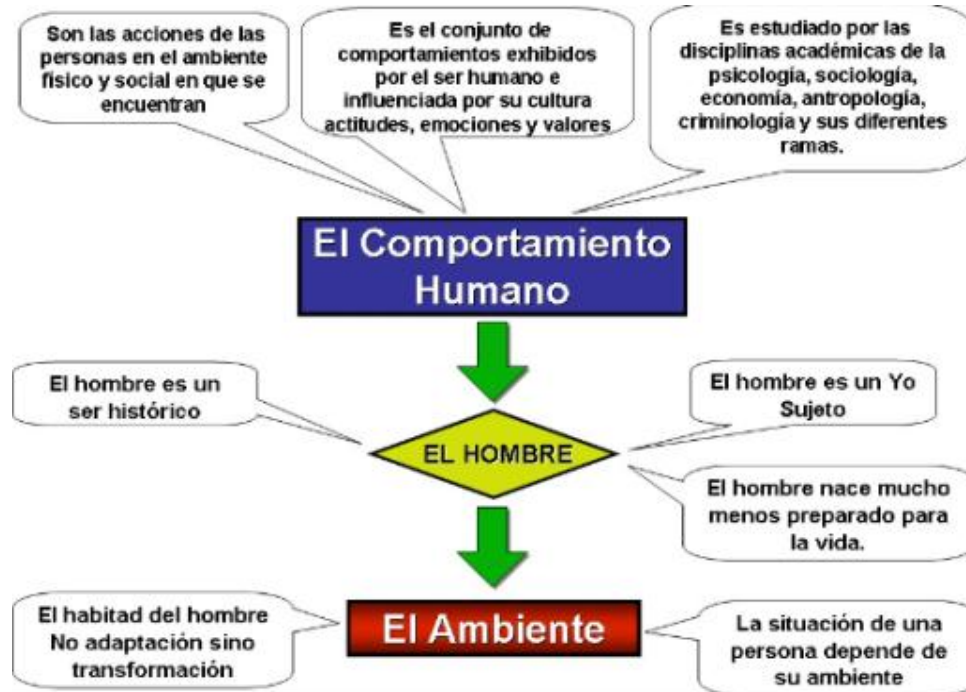 Son las acciones de las
personas en el ambiente
físico y social en que se
encuentran
Es el conjunto de
comportamientos exhibidos
por el ser humano e
influenciada por su cultura
actitudes, emociones y valores
Es estudiado por las
disciplinas académicas de la
psicología, sociología,
economía, antropología,
criminología y sus diferentes
ramas.
El Comportamiento
Humano
El hombre es un
ser histórico
El hombre es un Yo
Sujeto
EL HOMBRE
El hombre nace mucho
menos preparado para
la vida.
El habitad del hombre
No adaptación sino
transformación
El Ambiente
La situación de una
persona depende de
su ambiente